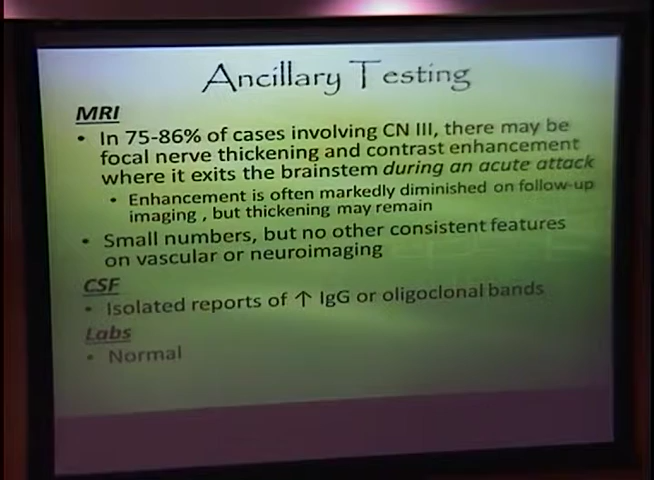 Ancillary Testing
MRI
• In 75-86% of cases involving CN III, there may be
focal nerve thickening and contrast enhancement
where it exits the brainstem during an acute attack
• Enhancement is often markedly diminished on follow-up
imaging , but thickening may remain
• Small numbers, but no other consistent features
on vascular or neuroimaging
CSF
• Isolated reports of ↑ IgG or oligoclonal bands
Labs
• Normal